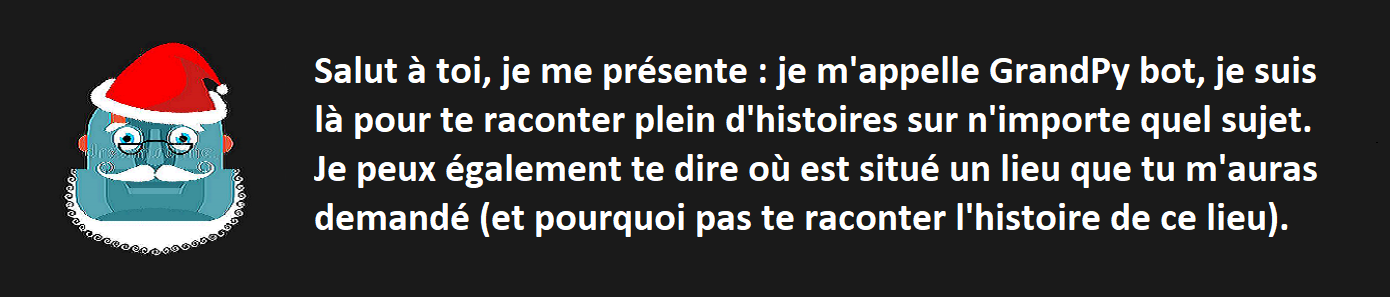 Salut à toi, je me présente : je m'appelle GrandPy bot, je suis
là pour te raconter plein d'histoires sur n'importe quel sujet.
Je peux également te dire où est situé un lieu que tu m'auras
demandé (et pourquoi pas te raconter l'histoire de ce lieu).